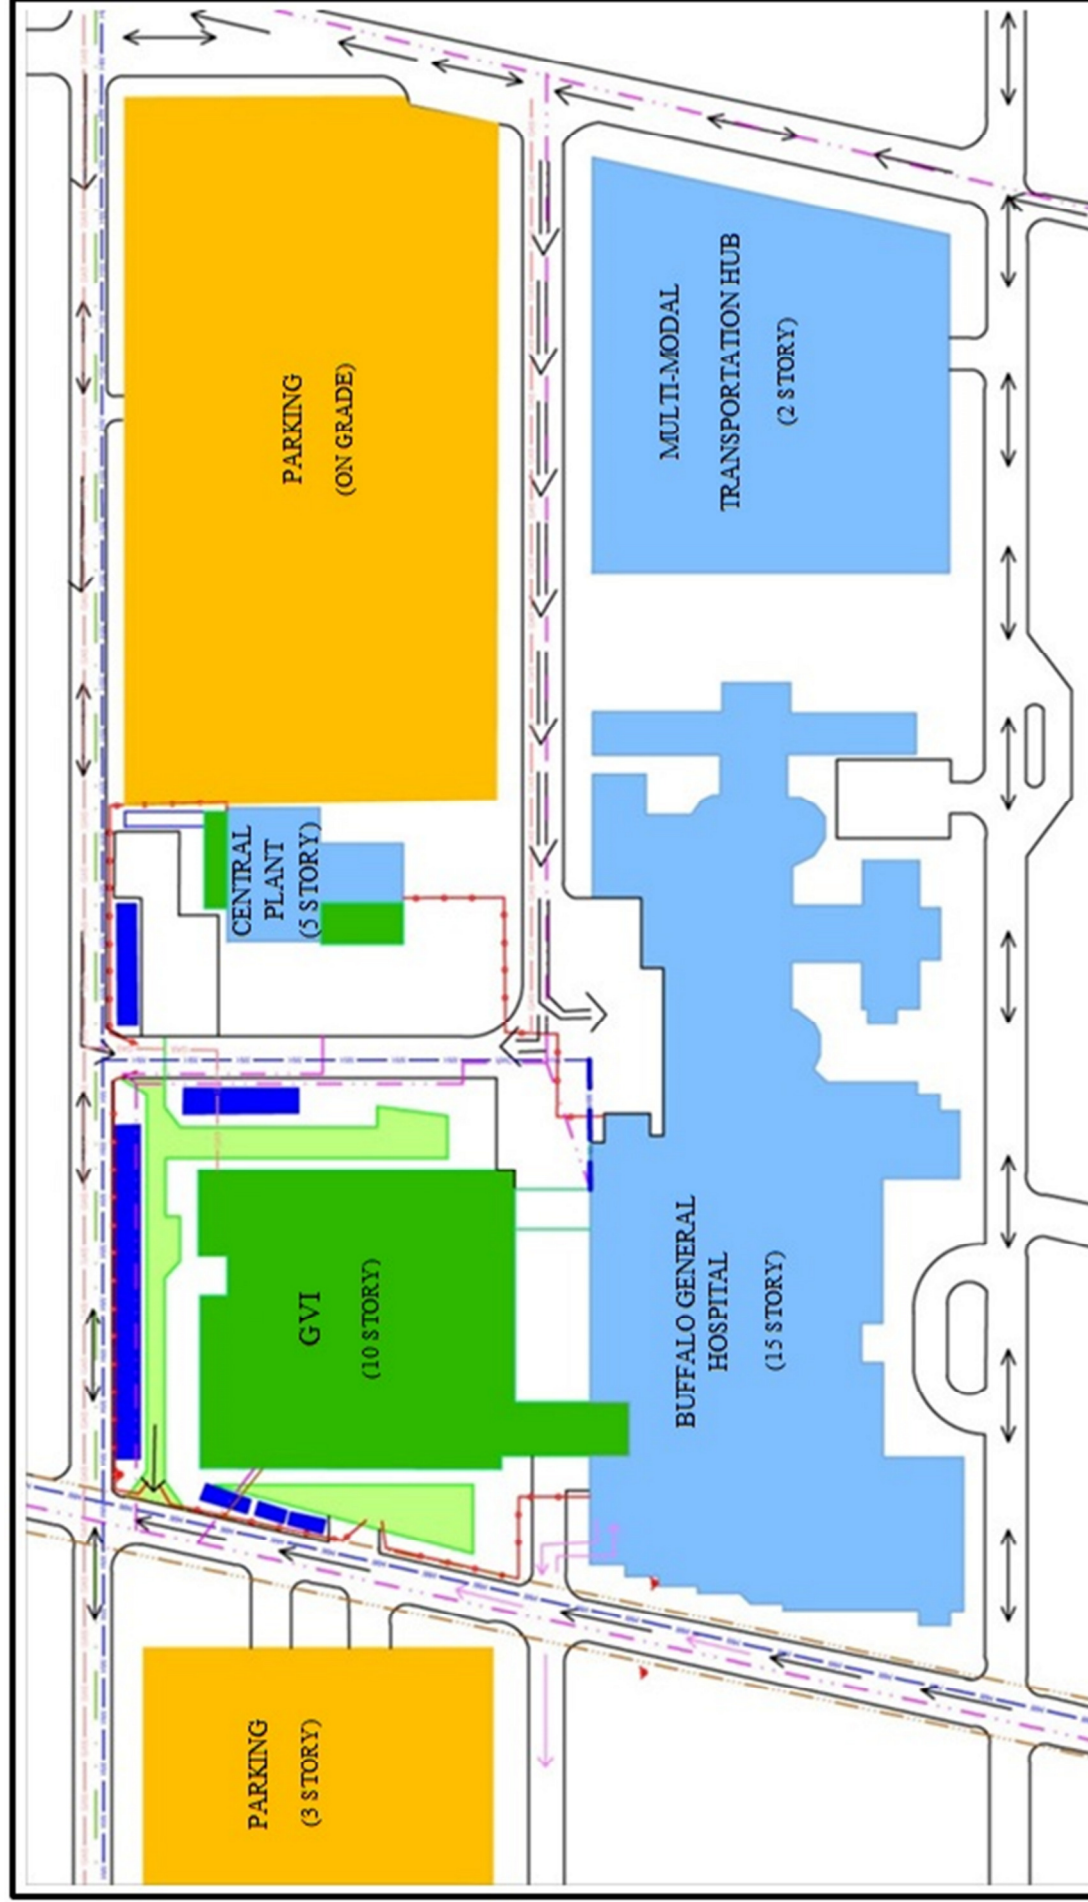 PARKING
(ON GRADE)
MULTI-MODAL
TRANSPORTATION HUB
(2 STORY)
CENTRAL
PLANT
(5 STORY)
GVI
(10 STORY)
BUFFALO GENERAL
HOSPITAL
(15 STORY)
PARKING
(3 STORY)